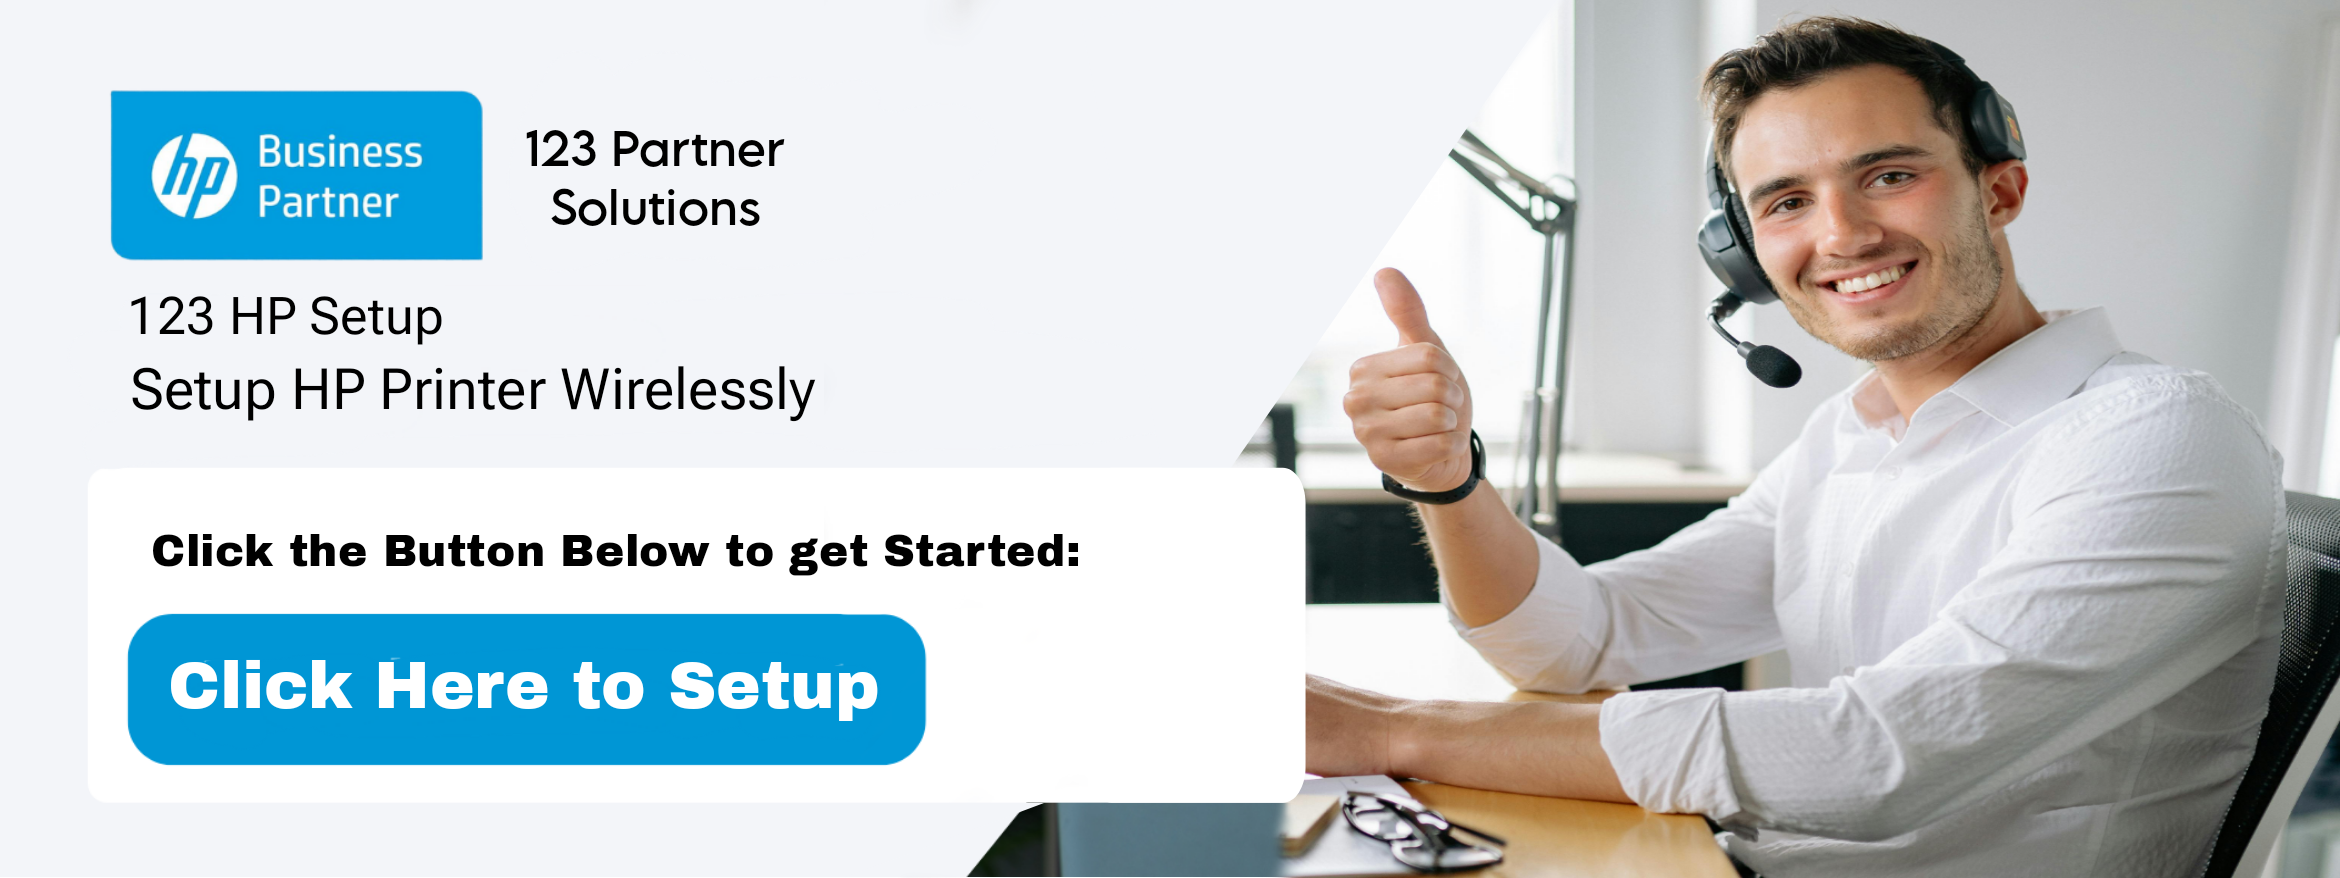 hp Business
Partner
123 Partner
Solutions
123 HP Setup
Setup HP Printer Wirelessly
Click the Button Below to get Started:
Click Here to Setup